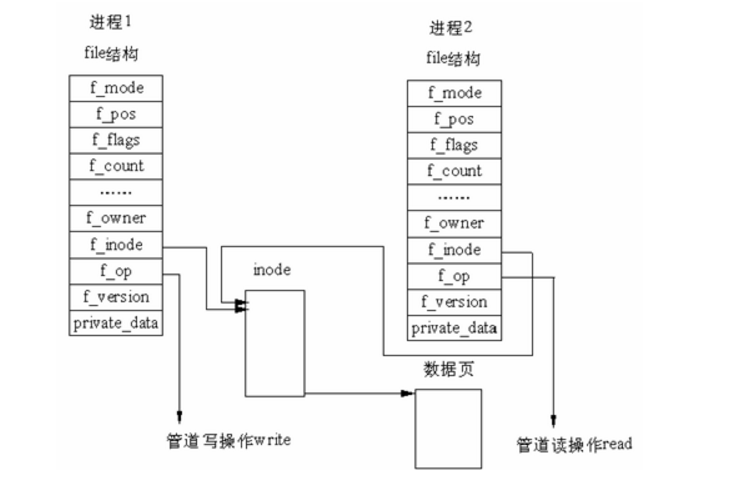 进程1
file结构
f_mode
f_pos
f_flags
f_count
……
f_owner
f_inode
f_op
f_version
private_data
管道写操作write
inode
进程2
file结构
f_mode
f_pos
f_flags
f_count
……
f_owner
f_inode
f_op
f_version
private_data
数据页
管道读操作read